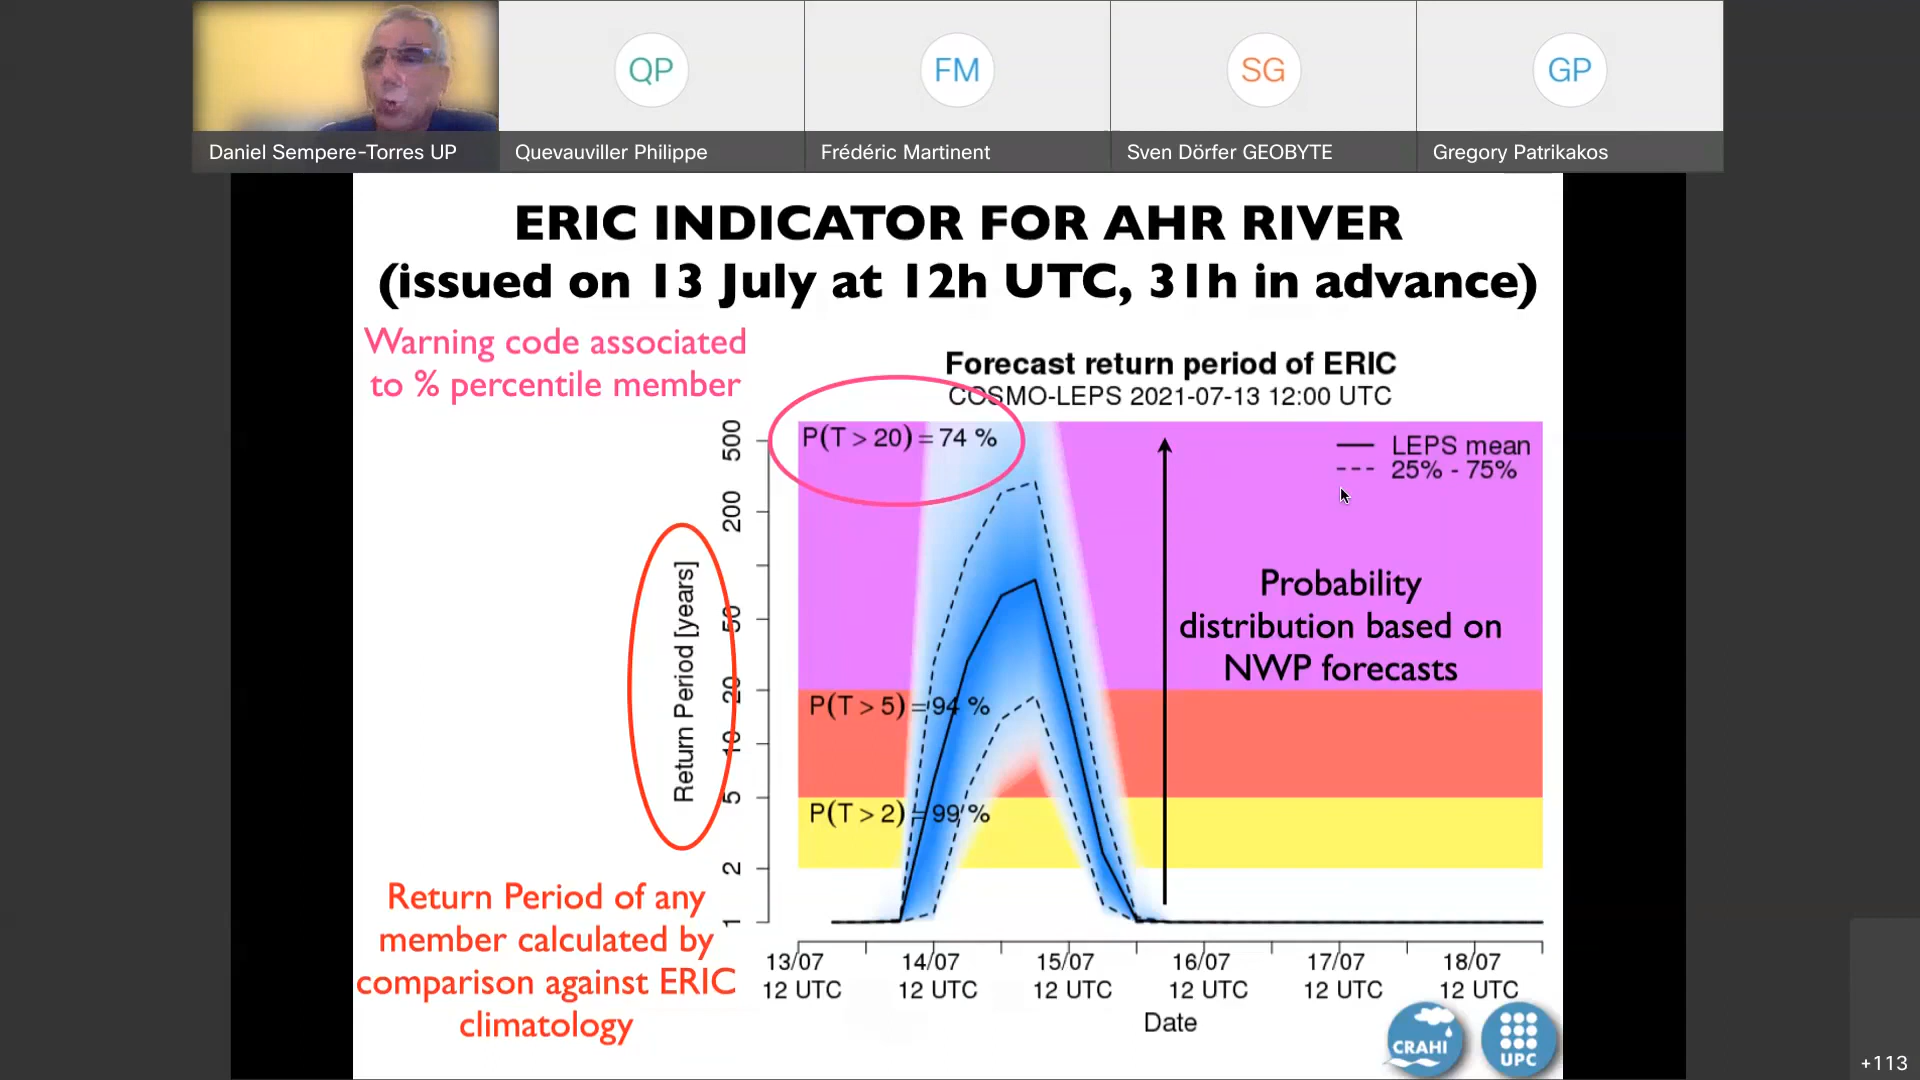 QP
FM
SG
GP
Daniel Sempere-Torres UP
Quevauviller Philippe
Frédéric Martinent
Sven Dörfer GEOBYTE
Gregory Patrikakos
ERIC INDICATOR FOR AHR RIVER
(issued on 13 July at 12h UTC, 31h in advance)
Warning code associated
to % percentile member
Forecast return period of ERIC
COSMO-LEPS 2021-07-13 12:00 UTC
P(T > 20) = 74 %
LEPS mean
25% - 75%
Probability
distribution based on
NWP forecasts
P(T > 5) = 94 %
P(T > 2) = 99 %
Return Period [years]
500
200
50
20
10
5
2
1
Return Period of any
member calculated by
comparison against ERIC
climatology
13/07 14/07 15/07 16/07 17/07 18/07
12 UTC 12 UTC 12 UTC 12 UTC 12 UTC 12 UTC
Date
CRAHI
UPC
+113